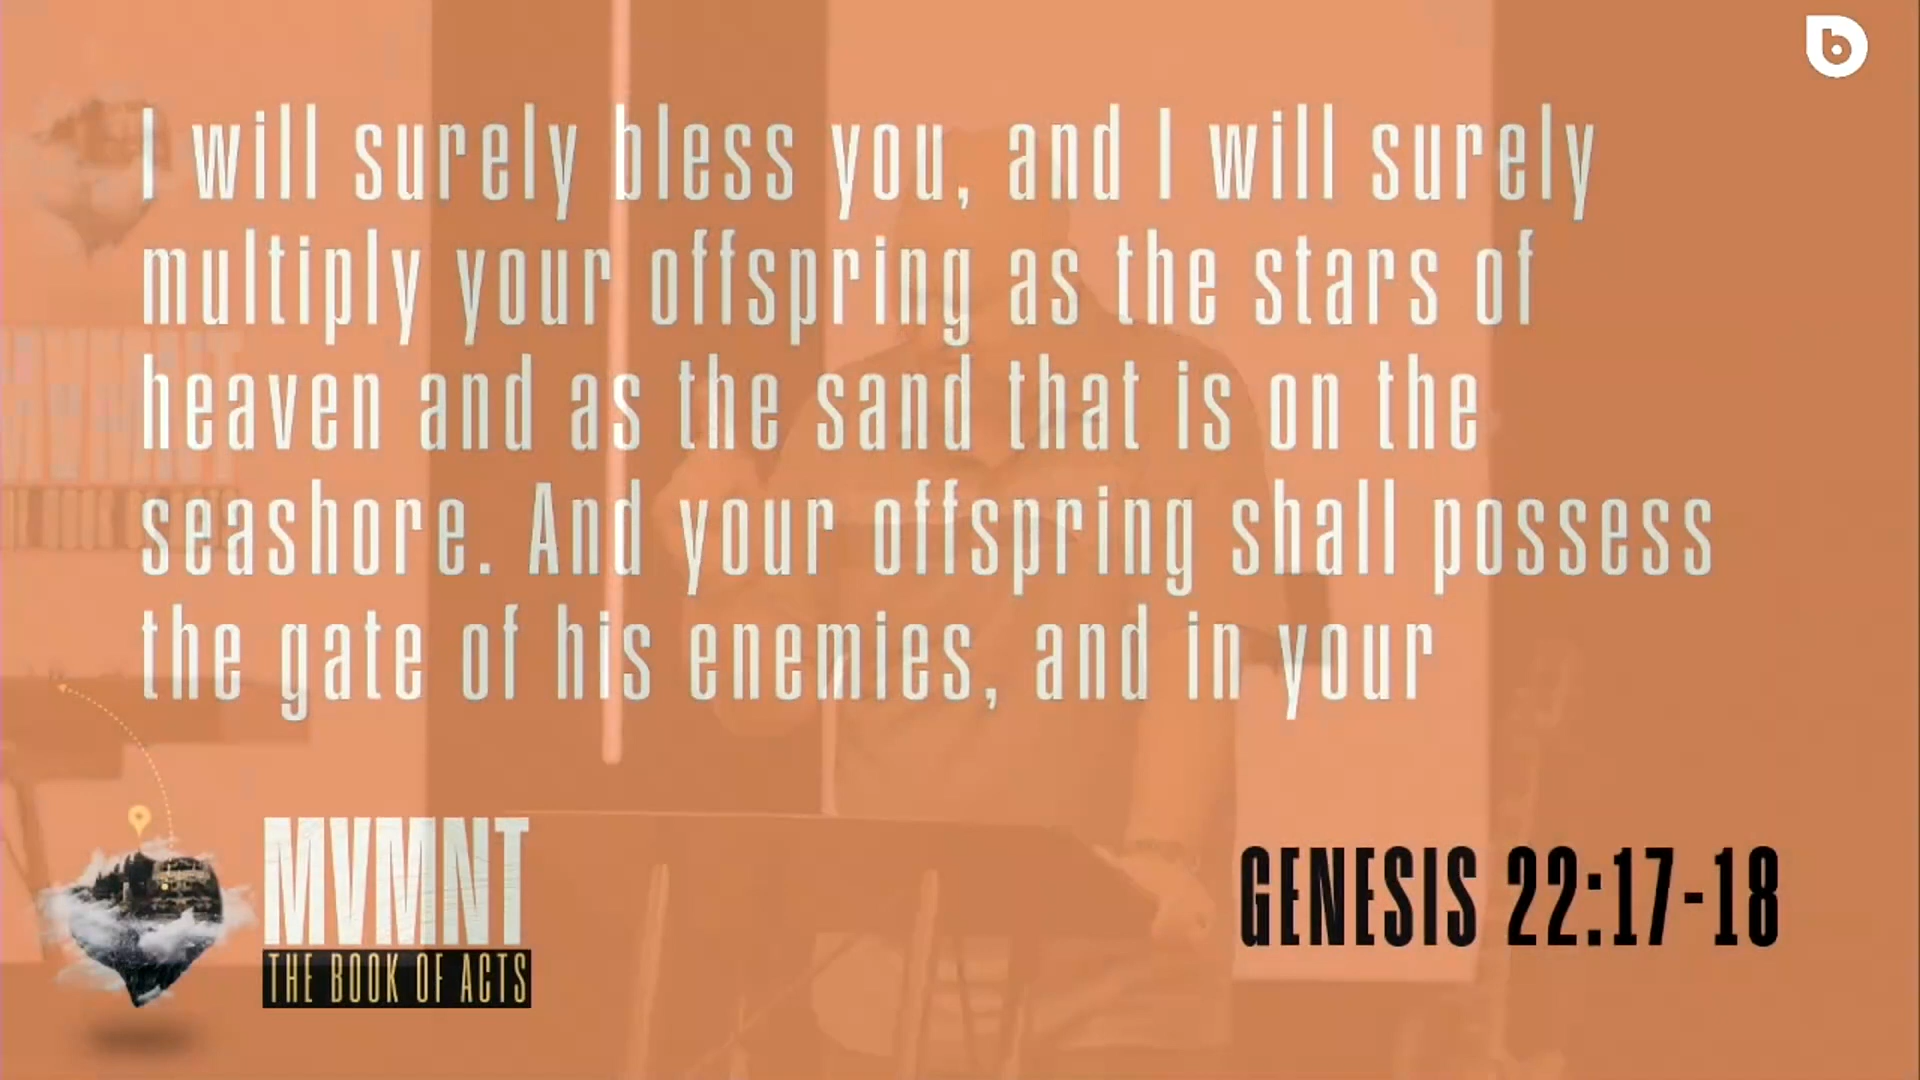 b
I will surely bless you, and I will surely
multiply your offspring as the stars of
heaven and as the sand that is on the
seashore. And your offspring shall possess
the gate of his enemies, and in your
MVMNT
THE BOOK OF ACTS
GENESIS 22:17-18